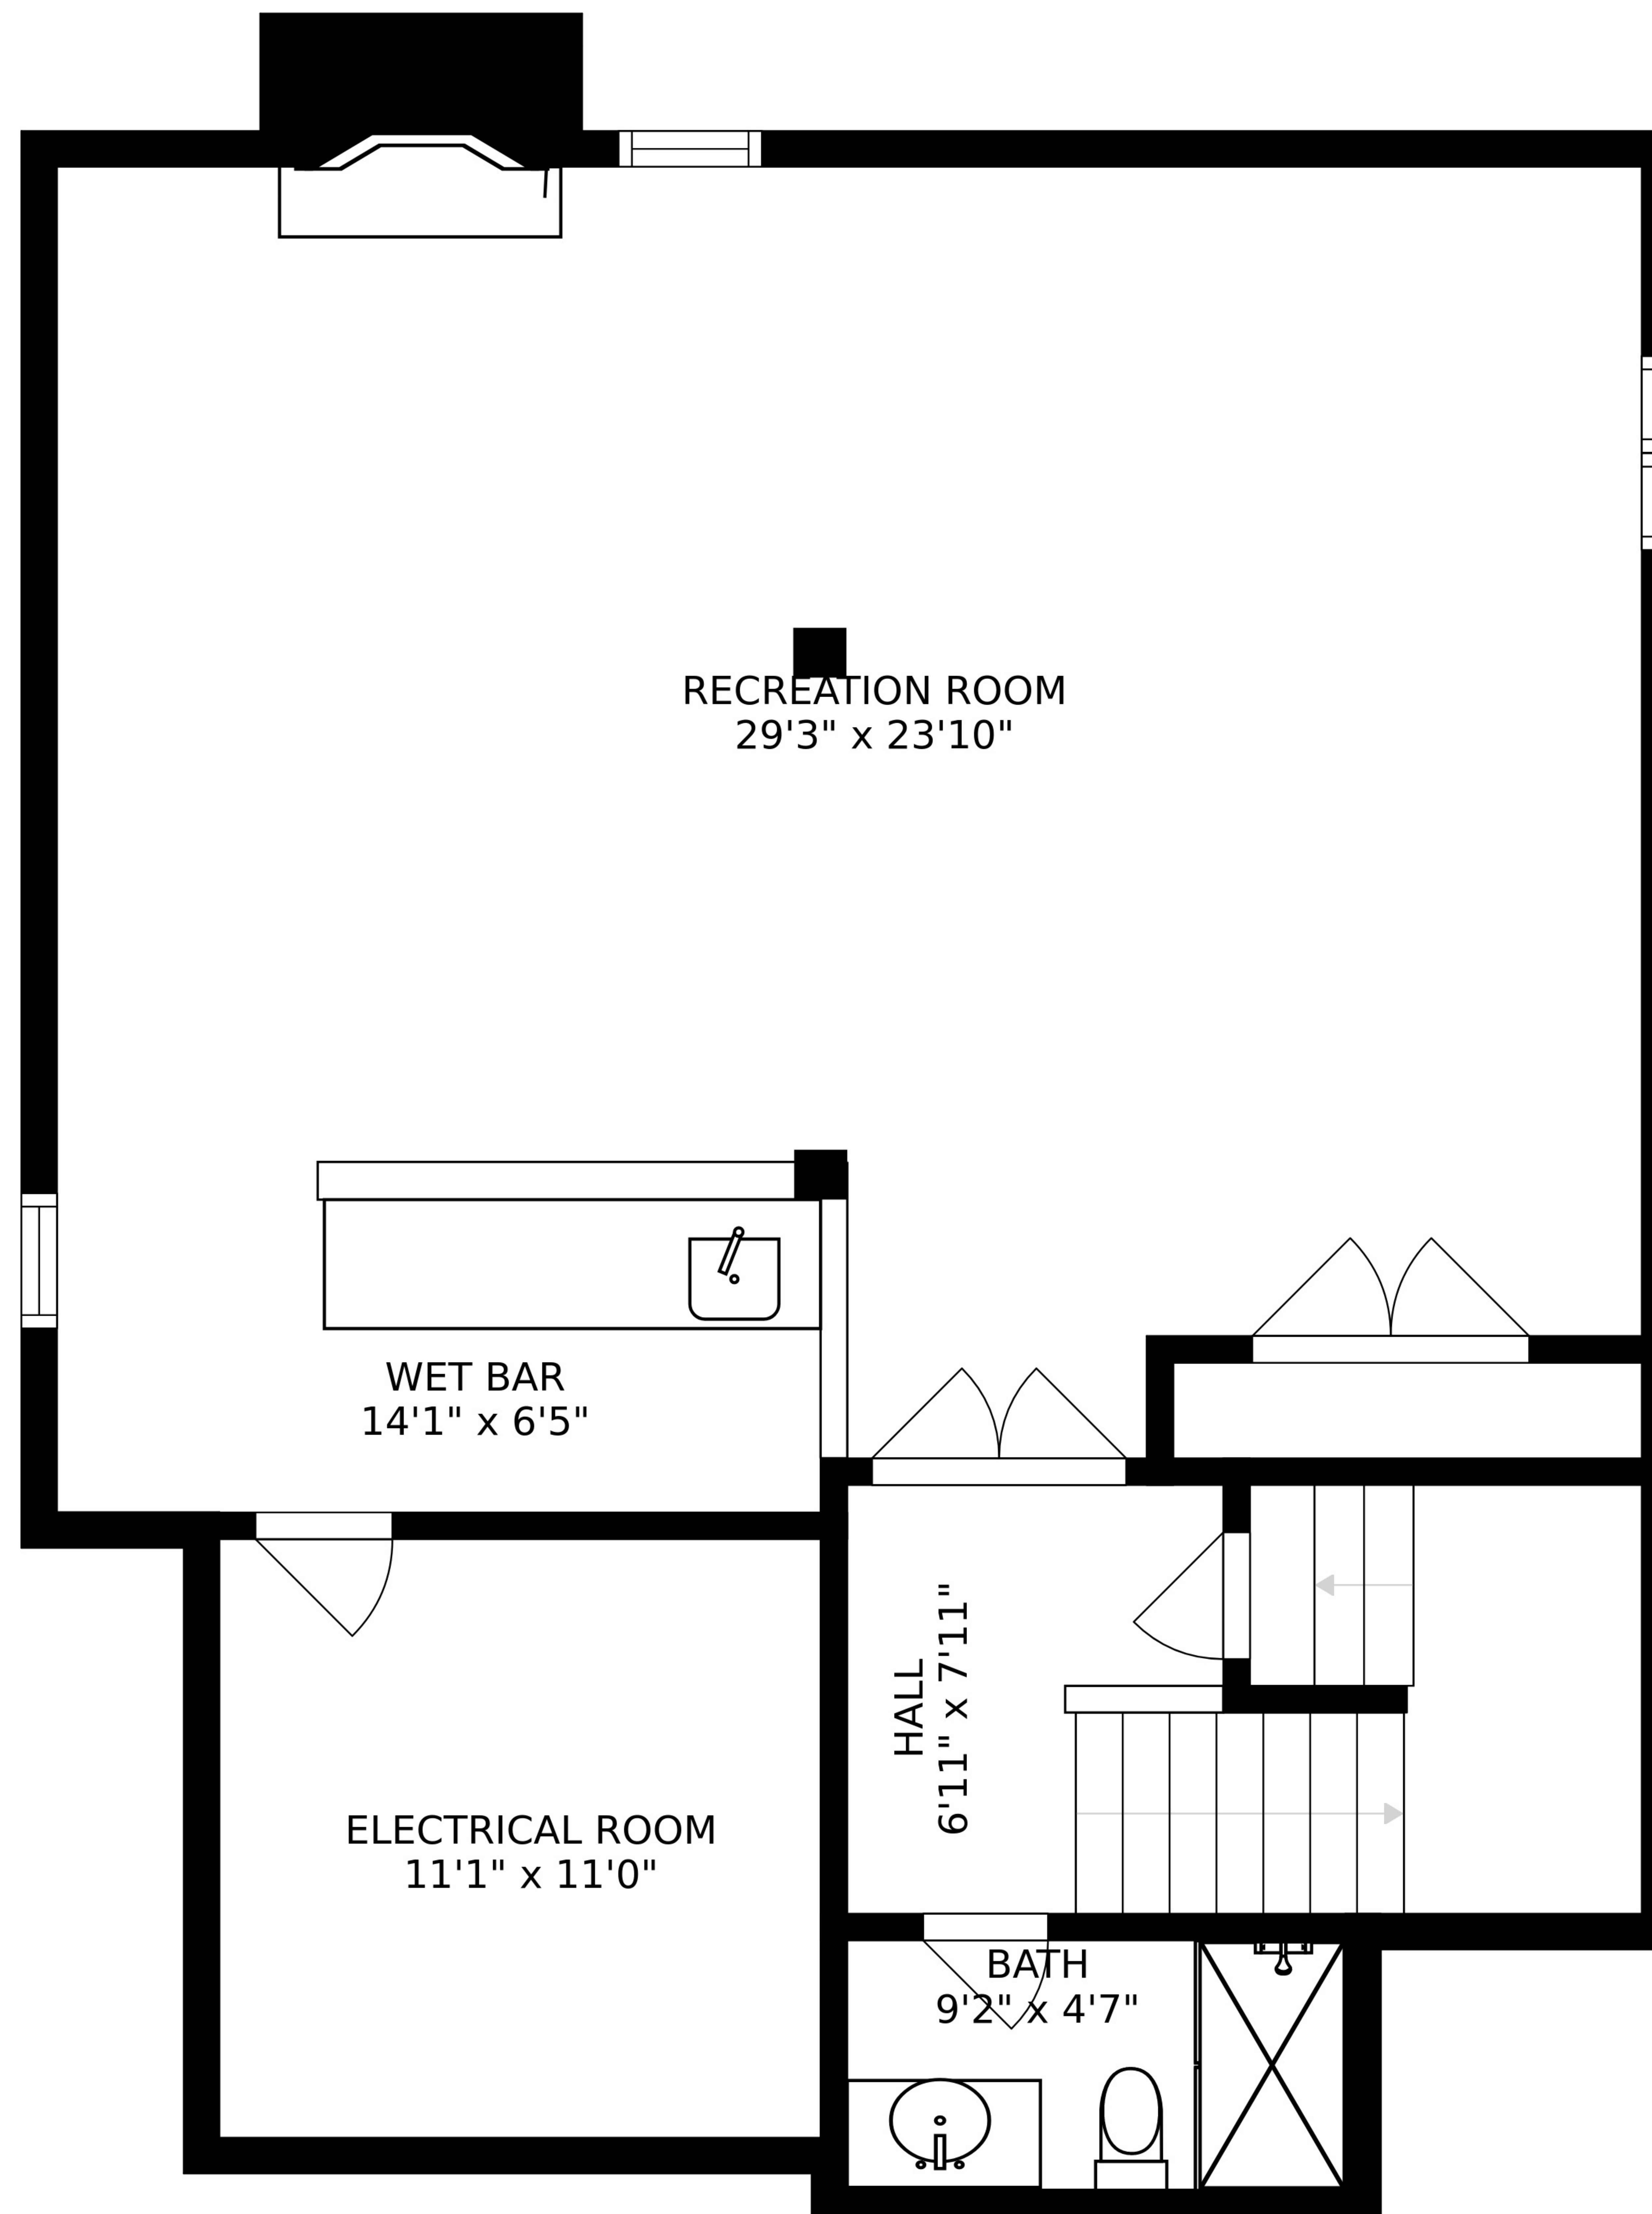 RECREATION ROOM
29'3" x 23'10"
WET BAR
14'1" x 6'5"
HALL
6'11" x 7'11"
ELECTRICAL ROOM
11'1" x 11'0"
BATH
9'2" x 4'7"